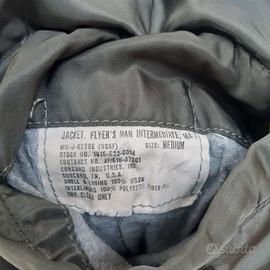 JACKET, FLYER'S MAN INTERMEDIATE, MA-1
MIL-J-8279E (USAF) SIZE: MEDIUM
STOCK NO.
CONTRACT NO.
CONCORD INDUSTRIES, INC.
CONCORD, TN. U.S.A.
SHELL & LINING 100% NYLON
INTERLINING 100% POLYESTER FIBER
DRY CLEAN ONLY
subito